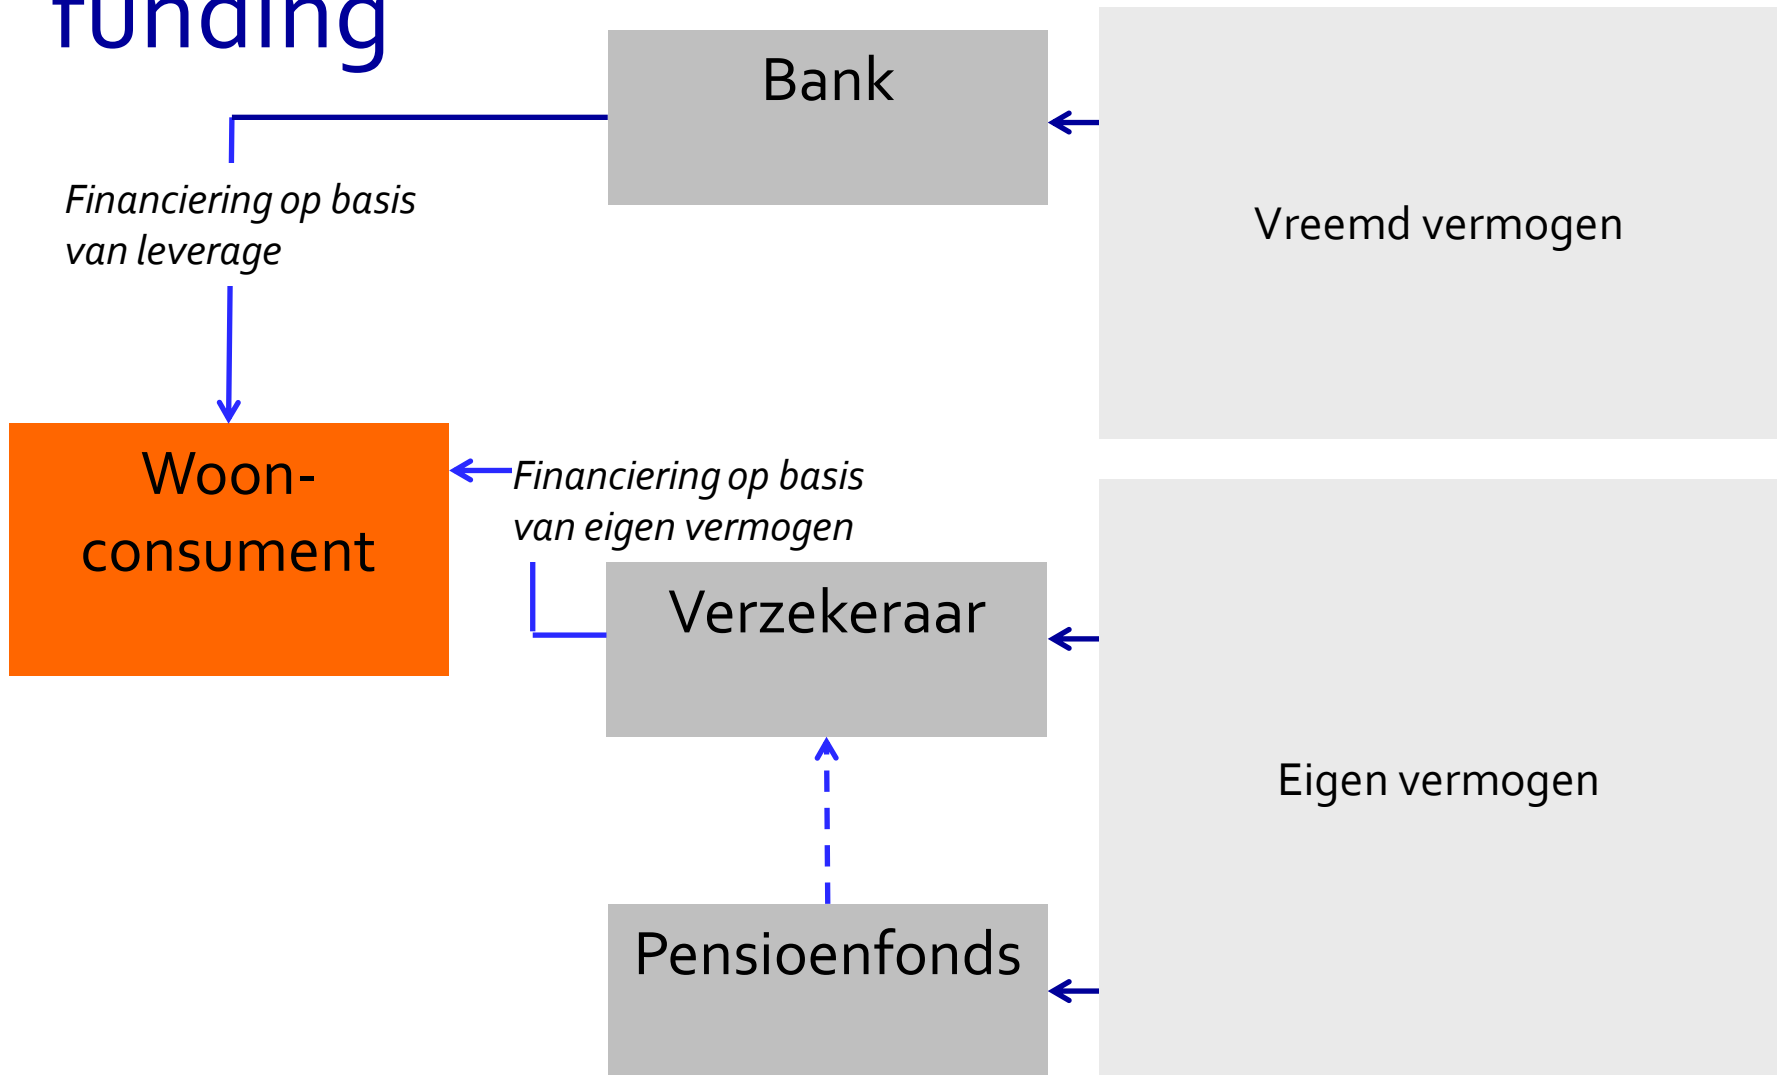 funding
Bank
Financiering op basis
van leverage
Vreemd vermogen
Woon-
consument
Financiering op basis
van eigen vermogen
Verzekeraar
Eigen vermogen
Pensioenfonds